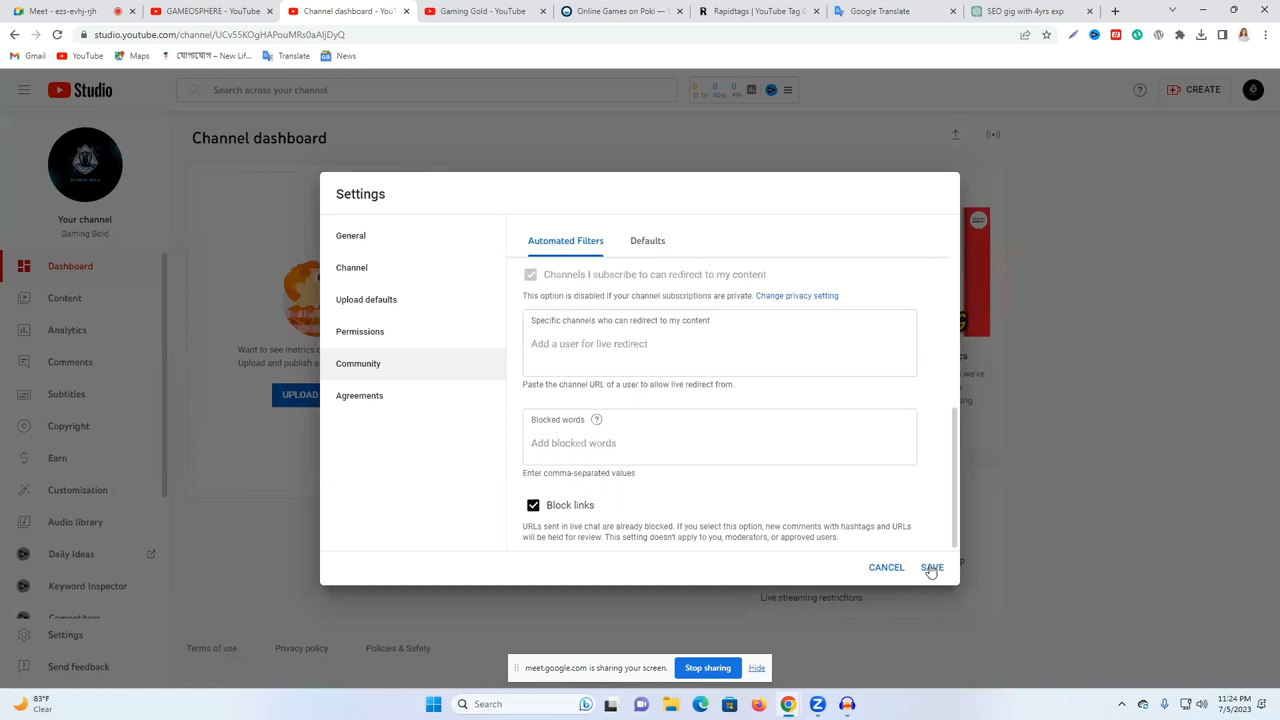 Meet - ezs-evhj-rjh
GAMEOSPHERE - YouTube
Channel dashboard - YouTube
Gaming Gold - YouTube
Online Games on Poki —
Rapidtags | YouTube Tag G
Google Translate
SEO gig with 4yrs exp
studio.youtube.com/channel/UCv55KOgHAPouMRs0aAljDyQ
Gmail
YouTube
Maps
যোগাযোগ – New Lif...
Translate
News
Studio
Search across your channel
CREATE
Channel dashboard
Your channel
Gaming Gold.
Dashboard
Content
Analytics
Comments
Subtitles
Copyright
Earn
Customization
Audio library
Daily Ideas
Keyword Inspector
Competitors
Settings
Send feedback
Want to see metrics o
Upload and publish a
UPLOAD
Settings
General
Channel
Upload defaults
Permissions
Community
Agreements
Automated Filters
Defaults
Channels I subscribe to can redirect to my content
This option is disabled if your channel subscriptions are private. Change privacy setting
Specific channels who can redirect to my content
Add a user for live redirect
Paste the channel URL of a user to allow live redirect from.
Blocked words
Add blocked words
Enter comma-separated values
Block links
URLs sent in live chat are already blocked. If you select this option, new comments with hashtags and URLs
will be held for review. This setting doesn't apply to you, moderators, or approved users.
CANCEL
SAVE
Live streaming restrictions
Terms of use
Privacy policy
Policies & Safety
meet.google.com is sharing your screen.
Stop sharing
Hide
83°F
Clear
Search
11:24 PM
7/5/2023